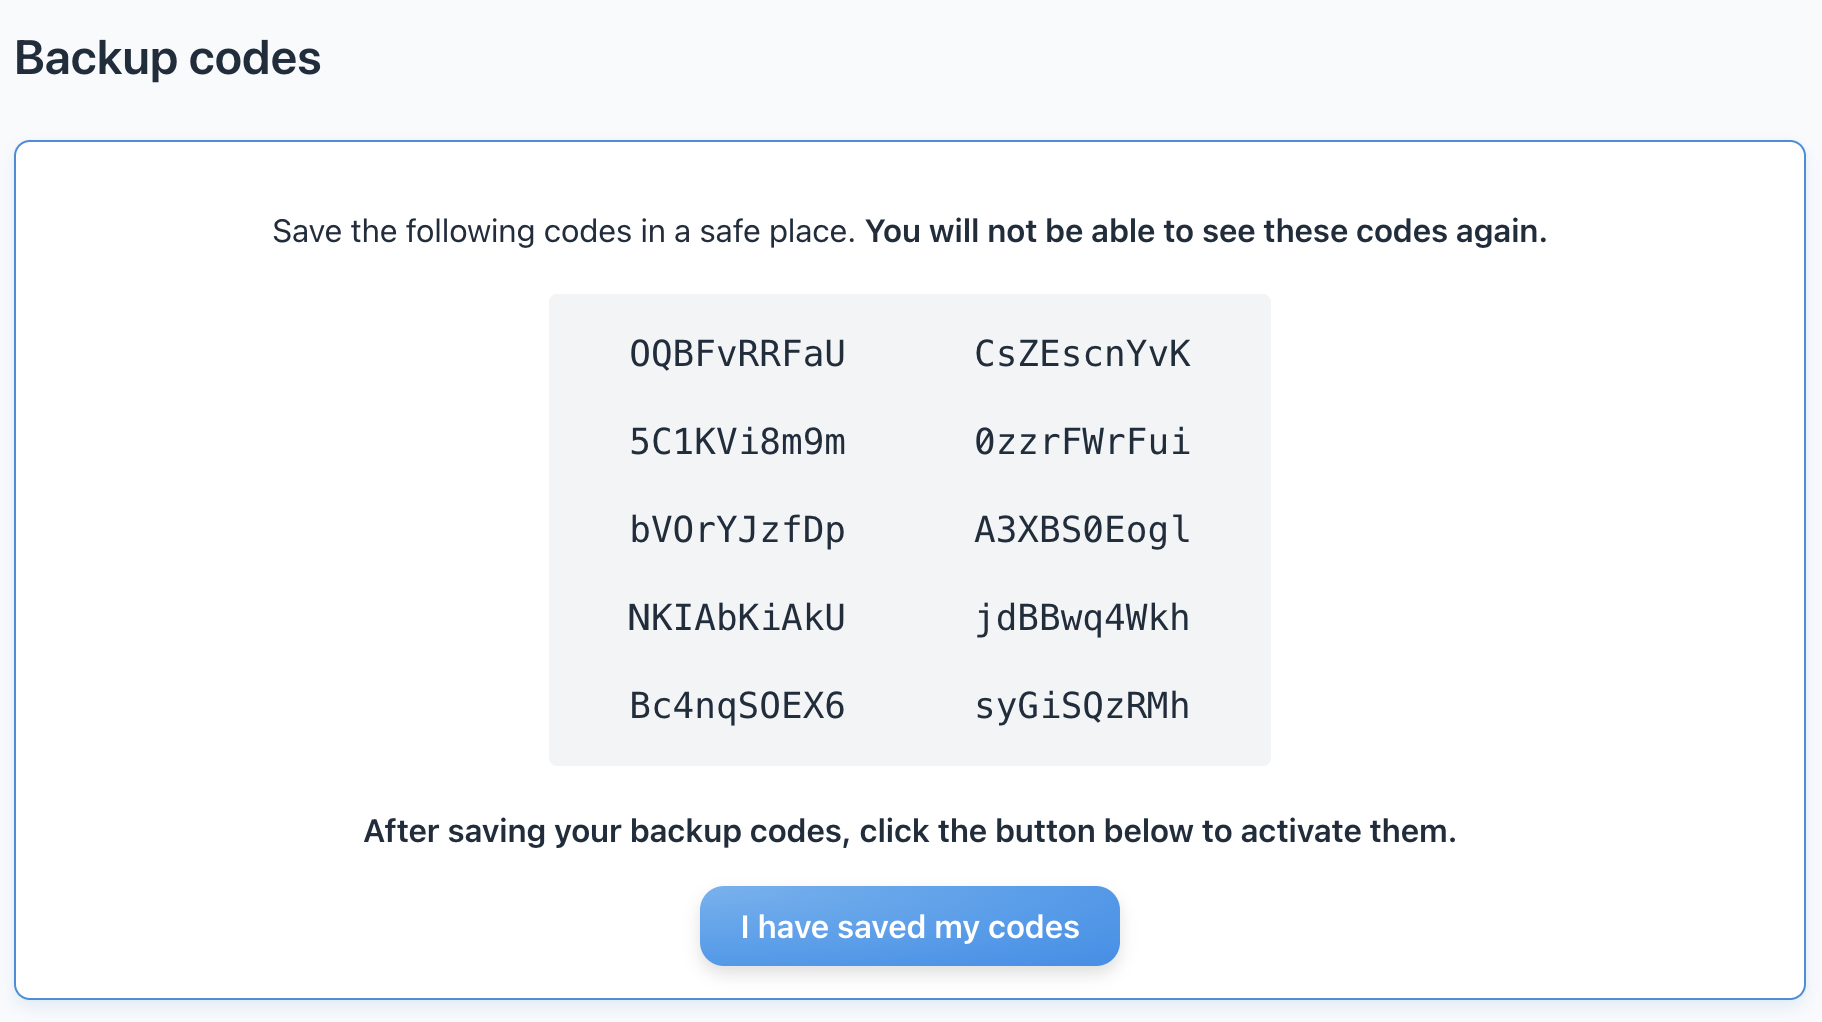 Backup codes
Save the following codes in a safe place. You will not be able to see these codes again.
OQBFvRRFaU CsZEscnYvK
5C1KVi8m9m 0zzrFWrFui
bVOrYJzfDp A3XBS0Eogl
NKIAbKiAkU jdBBwq4Wkh
Bc4nqSOEX6 syGiSQzRMh
After saving your backup codes, click the button below to activate them.
I have saved my codes